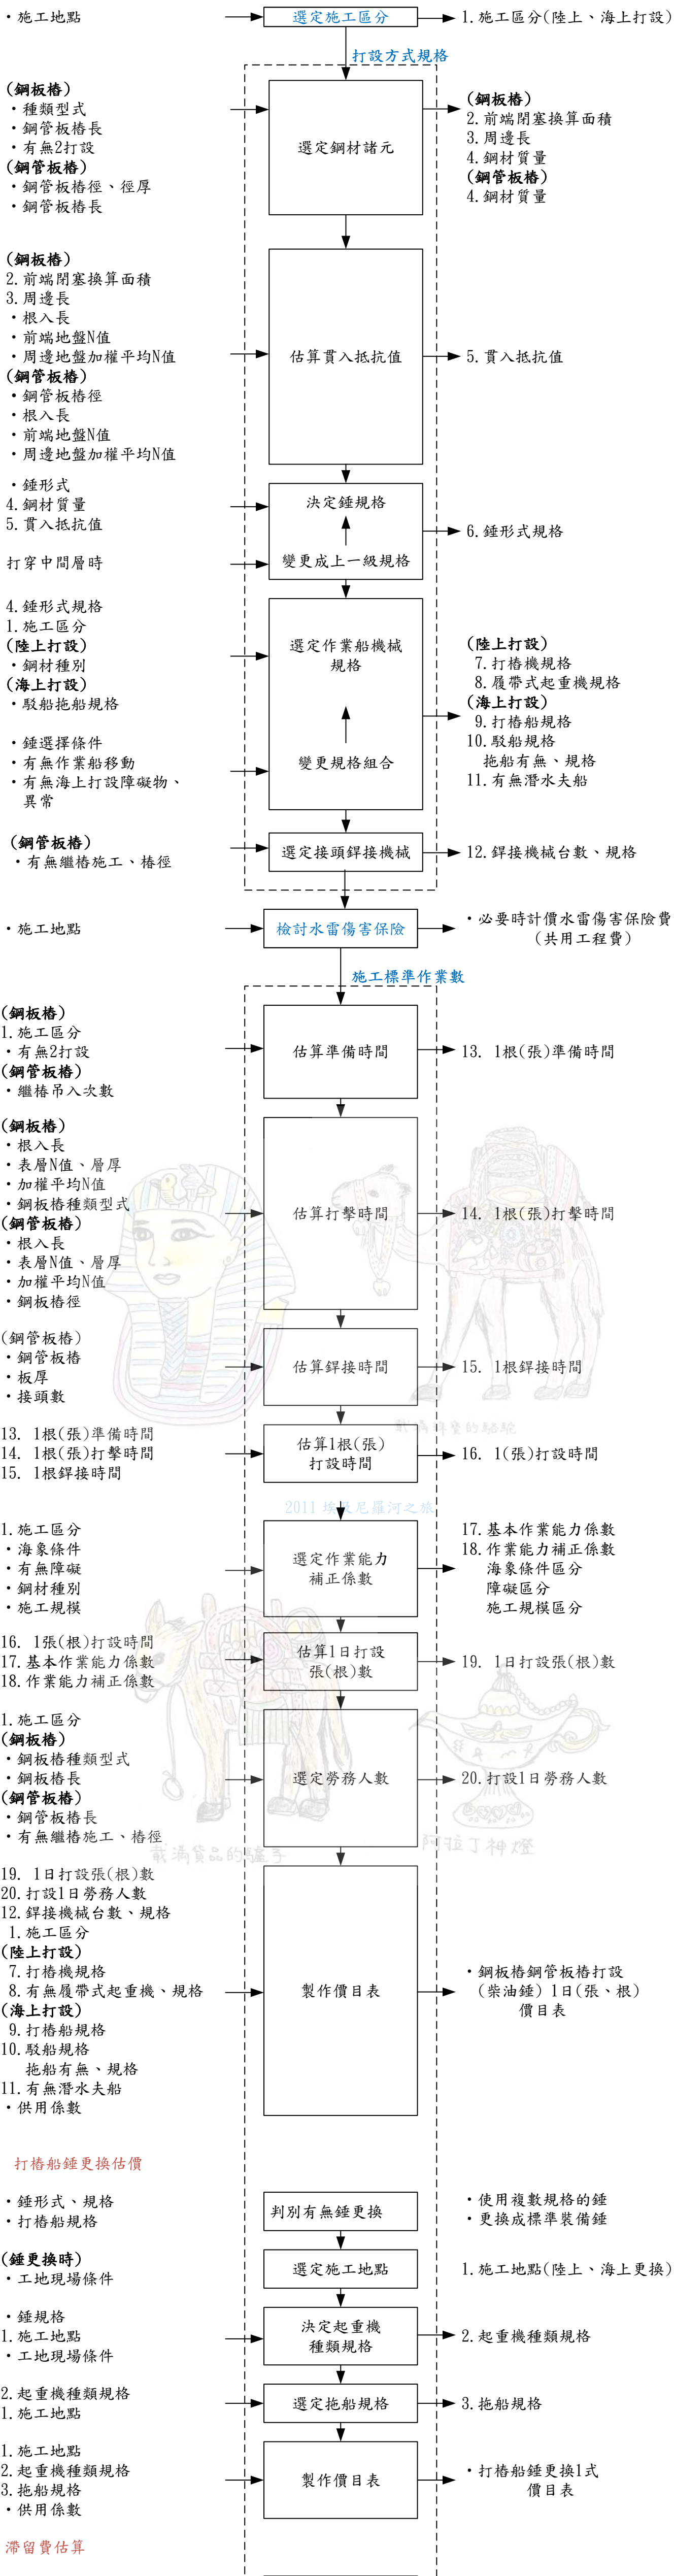 ・施工地點
選定施工區分
1.施工區分(陸上、海上打設)
打設方式規格
(鋼板樁)
・種類型式
・鋼管板樁長
・有無2打設
(鋼管板樁)
・鋼管板樁徑、徑厚
・鋼管板樁長
選定鋼材諸元
(鋼板樁)
2.前端閉塞換算面積
3.周邊長
4.鋼材質量
(鋼管板樁)
4.鋼材質量
(鋼板樁)
2.前端閉塞換算面積
3.周邊長
・根入長
・前端地盤N值
・周邊地盤加權平均N值
(鋼管板樁)
・鋼管板樁徑
・根入長
・前端地盤N值
・周邊地盤加權平均N值
估算貫入抵抗值
5.貫入抵抗值
・錘形式
4.鋼材質量
5.貫入抵抗值
打穿中間層時
決定錘規格
變更成上一級規格
6.錘形式規格
4.錘形式規格
1.施工區分
(陸上打設)
・鋼材種別
(海上打設)
・駁船拖船規格
・錘選擇條件
・有無作業船移動
・有無海上打設障礙物、
異常
選定作業船機械
規格
變更規格組合
(陸上打設)
7.打樁機規格
8.履帶式起重機規格
(海上打設)
9.打樁船規格
10.駁船規格
拖船有無、規格
11.有無潛水夫船
(鋼管板樁)
・有無繼樁施工、樁徑
選定接頭銲接機械
12.銲接機械台數、規格
・施工地點
檢討水雷傷害保險
・必要時計價水雷傷害保險費
(共用工程費)
施工標準作業數
(鋼板樁)
1.施工區分
・有無2打設
(鋼管板樁)
・繼樁吊入次數
估算準備時間
13. 1根(張)準備時間
(鋼板樁)
・根入長
・表層N值、層厚
・加權平均N值
・鋼板樁種類型式
(鋼管板樁)
・根入長
・表層N值、層厚
・加權平均N值
・鋼板樁徑
估算打擊時間
14. 1根(張)打擊時間
(鋼管板樁)
・鋼管板樁
・板厚
・接頭數
估算銲接時間
15. 1根銲接時間
13. 1根(張)準備時間
14. 1根(張)打擊時間
15. 1根銲接時間
估算1根(張)
打設時間
16. 1(張)打設時間
2011 埃及尼羅河之旅
1.施工區分
・海象條件
・有無障礙
・鋼材種別
・施工規模
選定作業能力
補正係數
17.基本作業能力係數
18.作業能力補正係數
海象條件區分
障礙區分
施工規模區分
16. 1張(根)打設時間
17.基本作業能力係數
18.作業能力補正係數
估算1日打設
張(根)數
19. 1日打設張(根)數
1.施工區分
(鋼板樁)
・鋼板樁種類型式
・鋼板樁長
(鋼管板樁)
・鋼管板樁長
・有無繼樁施工、樁徑
選定勞務人數
20.打設1日勞務人數
載滿貨品的驢子
阿拉丁神燈
19. 1日打設張(根)數
20.打設1日勞務人數
12.銲接機械台數、規格
1.施工區分
(陸上打設)
7.打樁機規格
8.有無履帶式起重機、規格
(海上打設)
9.打樁船規格
10.駁船規格
拖船有無、規格
11.有無潛水夫船
・供用係數
製作價目表
・鋼板樁鋼管板樁打設
(柴油錘) 1日(張、根)
價目表
打樁船錘更換估價
・錘形式、規格
・打樁船規格
判別有無錘更換
・使用複數規格的錘
・更換成標準裝備錘
(錘更換時)
・工地現場條件
選定施工地點
1.施工地點(陸上、海上更換)
・錘規格
1.施工地點
・工地現場條件
決定起重機
種類規格
2.起重機種類規格
2.起重機種類規格
1.施工地點
選定拖船規格
3.拖船規格
1.施工地點
2.起重機種類規格
3.拖船規格
・供用係數
製作價目表
・打樁船錘更換1式
價目表
滯留費估算